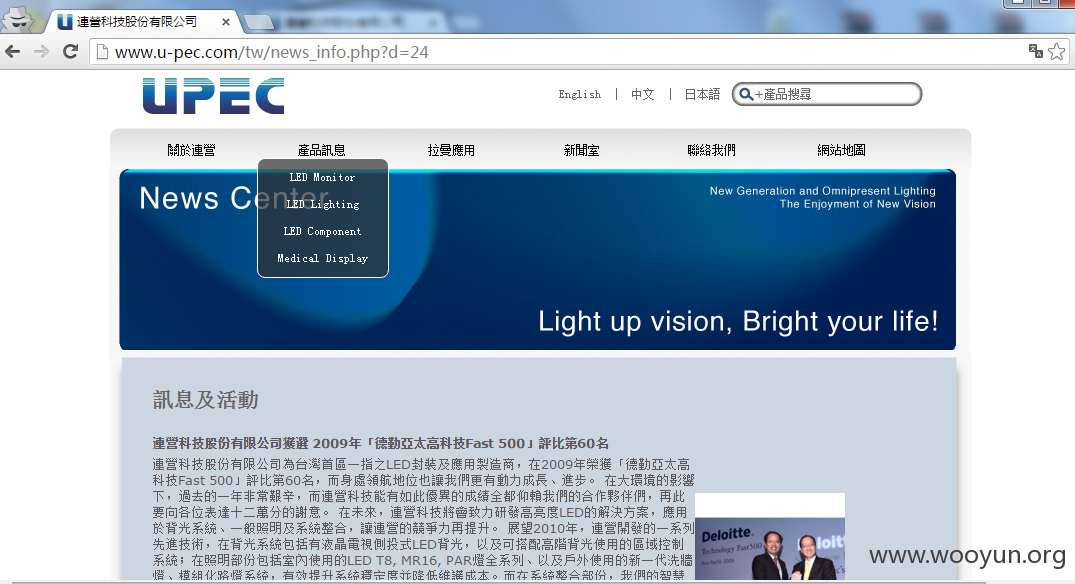 連營科技股份有限公司
www.u-pec.com/tw/news_info.php?d=24
UPEC
English | 中文 | 日本語
+產品搜尋
關於連營 產品訊息 拉曼應用 新聞室 聯絡我們 網站地圖
LED Monitor
LED Lighting
LED Component
Medical Display
News Center
New Generation and Omnipresent Lighting
The Enjoyment of New Vision
Light up vision, Bright your life!
訊息及活動
連營科技股份有限公司獲選 2009年「德勤亞太高科技Fast 500」評比第60名
連營科技股份有限公司為台灣首區一指之LED封裝及應用製造商，在2009年榮獲「德勤亞太高
科技Fast 500」評比第60名，而身處領航地位也讓我們更有動力成長、進步。 在大環境的影響
下，過去的一年非常艱辛，而連營科技能有如此優異的成績全都仰賴我們的合作夥伴們，再此
要向各位表達十二萬分的謝意。 在未來，連營科技將會致力研發高亮度LED的解決方案，應用
於背光系統、一般照明及系統整合，讓連營的競爭力再提升。 展望2010年，連營開發的一系列
先進技術，在背光系統包括有液晶電視側投式LED背光，以及可搭配高階背光使用的區域控制
系統，在照明部份包括室內使用的LED T8, MR16, PAR燈全系列、以及戶外使用的新一代洗牆
燈、模組化路燈系統，有效提升系統穩定度並降低維護成本。而在系統整合部份，我們的智慧
Deloitte.
Technology Fast500
www.wooyun.org